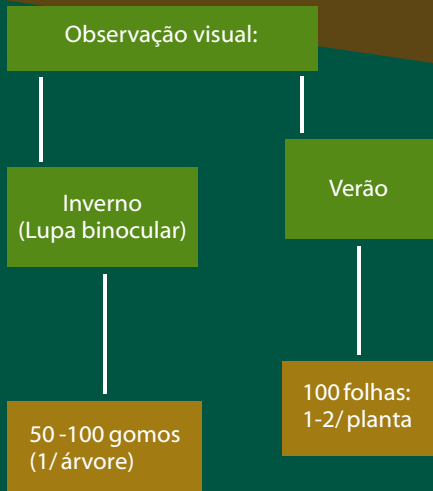 Observação visual:
Inverno
(Lupa binocular)
Verão
50 -100 gomos
(1/ árvore)
100 folhas:
1-2/ planta